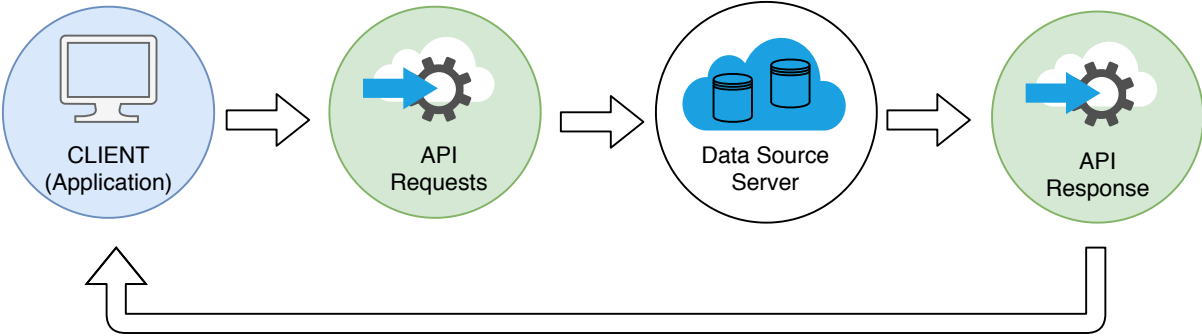 CLIENT
(Application)
API
Requests
Data Source
Server
API
Response